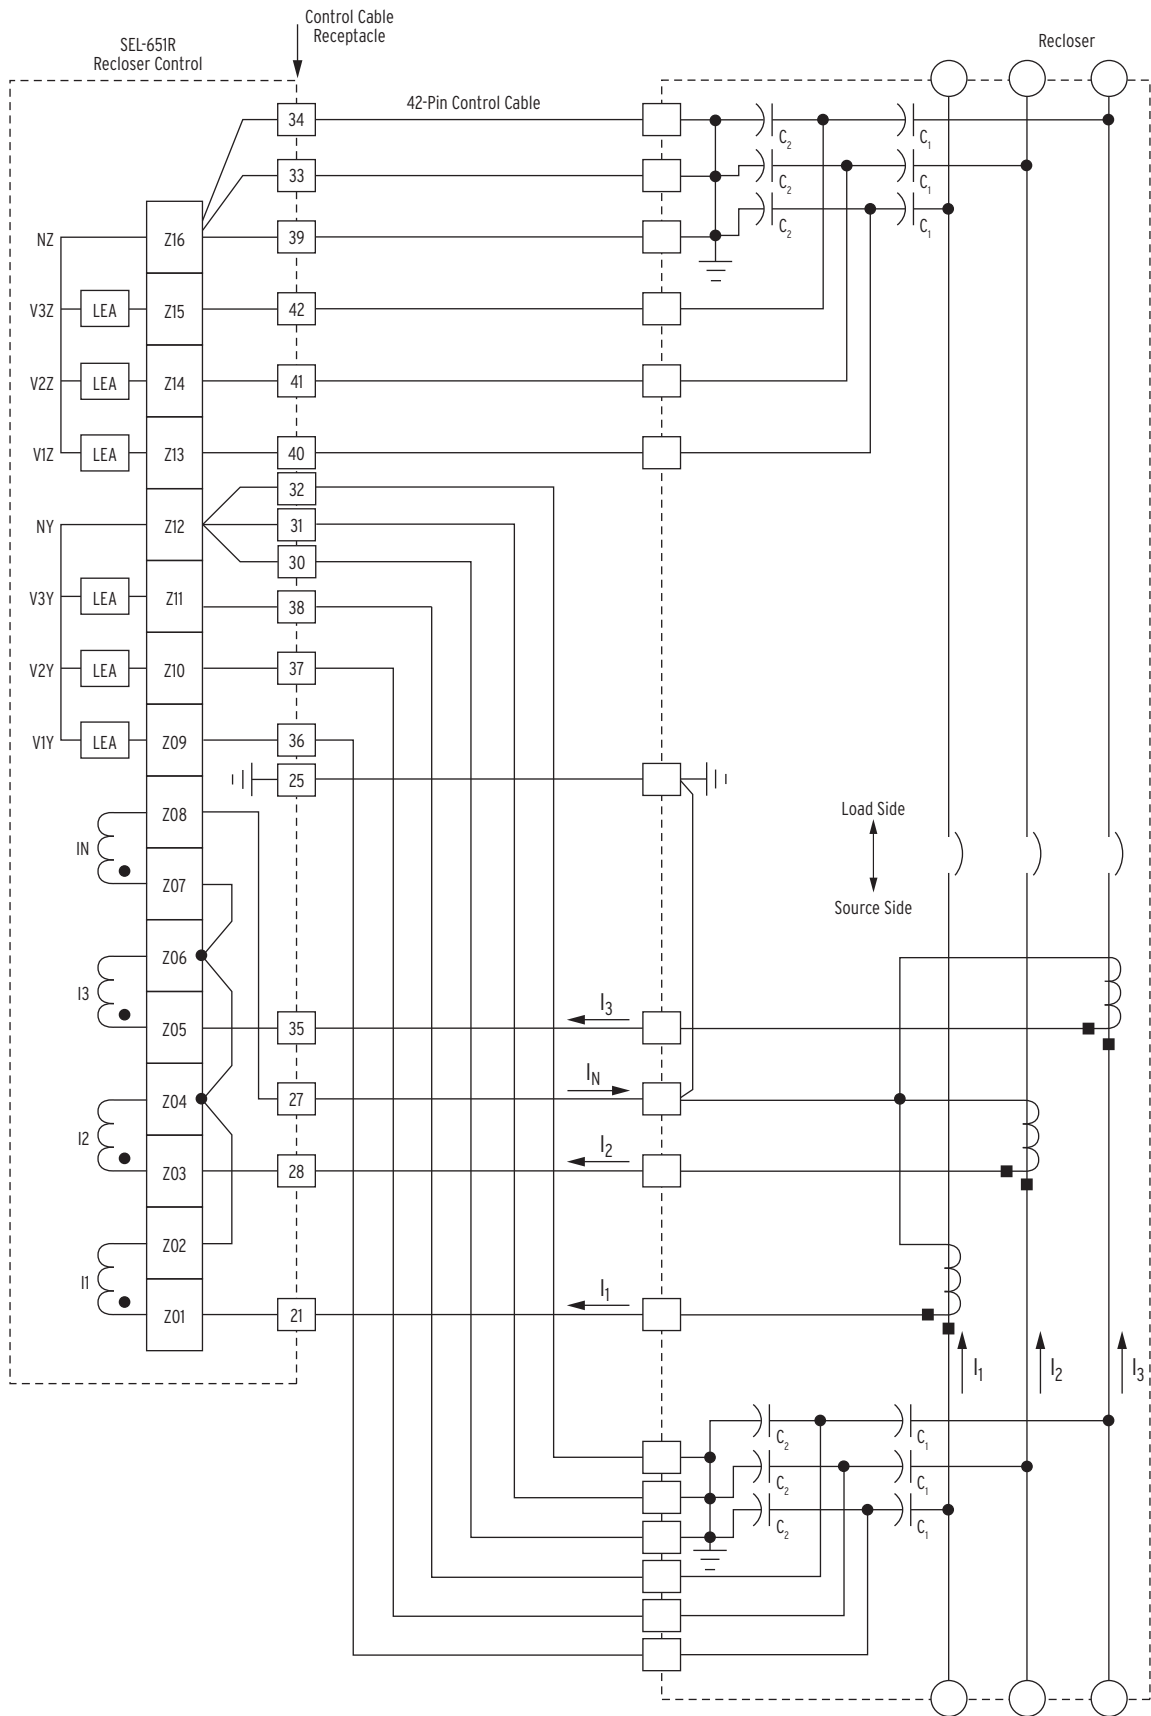 Control Cable
Receptacle
SEL-651R
Recloser Control
Recloser
42-Pin Control Cable
34
C2
C1
33
C2
C1
NZ
Z16
39
C2
C1
V3Z
LEA
Z15
42
V2Z
LEA
Z14
41
V1Z
LEA
Z13
40
32
NY
Z12
31
30
V3Y
LEA
Z11
38
V2Y
LEA
Z10
37
V1Y
LEA
Z09
36
25
Z08
Load Side
IN
Z07
Source Side
Z06
I3
Z05
35
I3
Z04
27
IN
I2
Z03
28
I2
Z02
I1
Z01
21
I1
I1
I2
I3
C2
C1
C2
C1
C2
C1